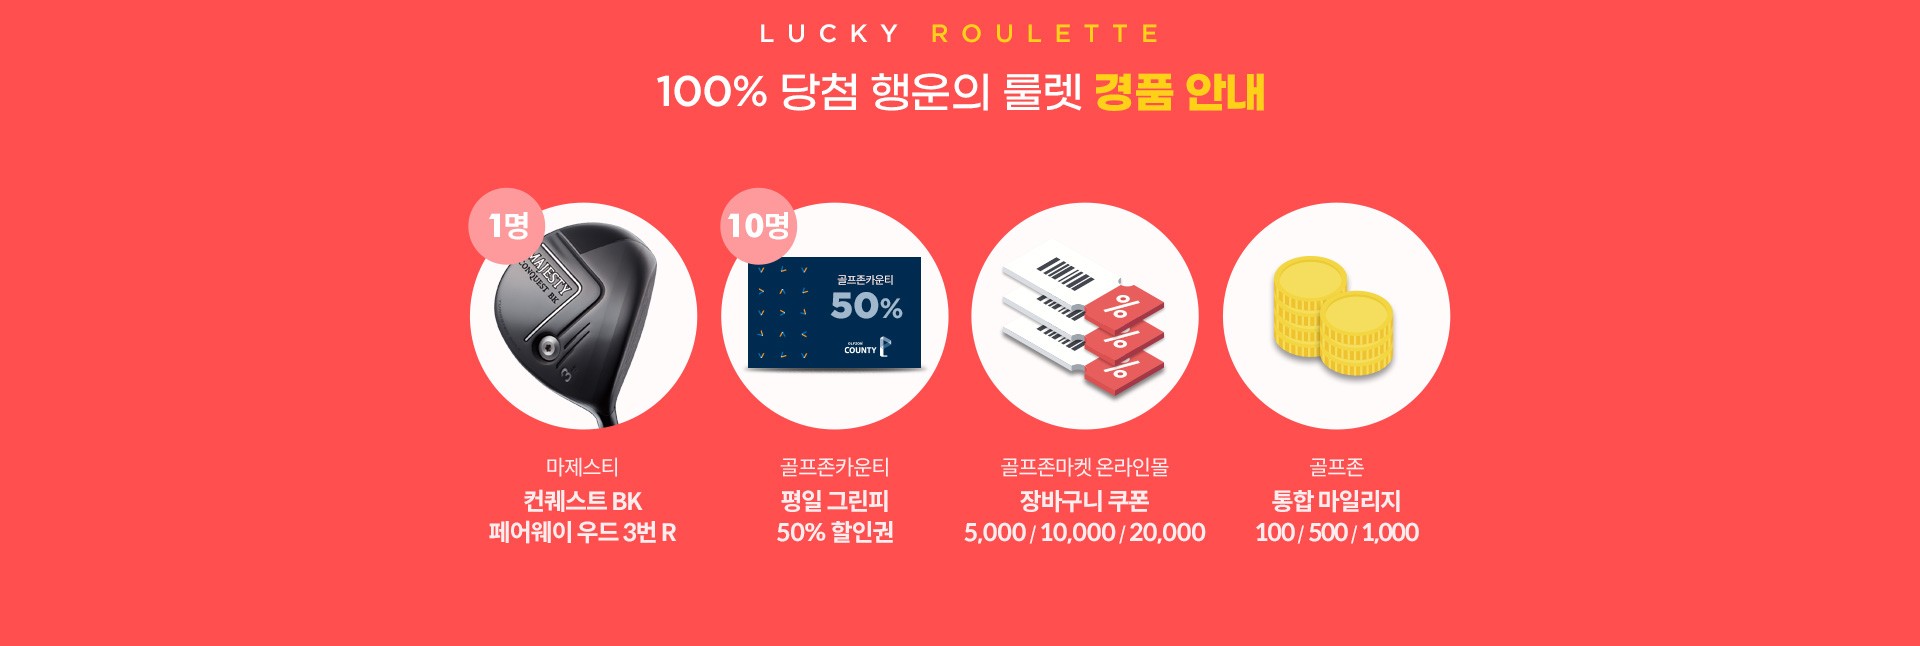 LUCKY ROULETTE
100% 당첨 행운의 룰렛 경품 안내
1명
MAJESTY
CONQUEST BK
3
마제스티
컨퀘스트 BK
페어웨이 우드 3번 R
10명
골프존카운티
50%
COUNTY
골프존카운티
평일 그린피
50% 할인권
%
%
%
골프존마켓 온라인몰
장바구니 쿠폰
5,000 / 10,000 / 20,000
골프존
통합 마일리지
100 / 500 / 1,000